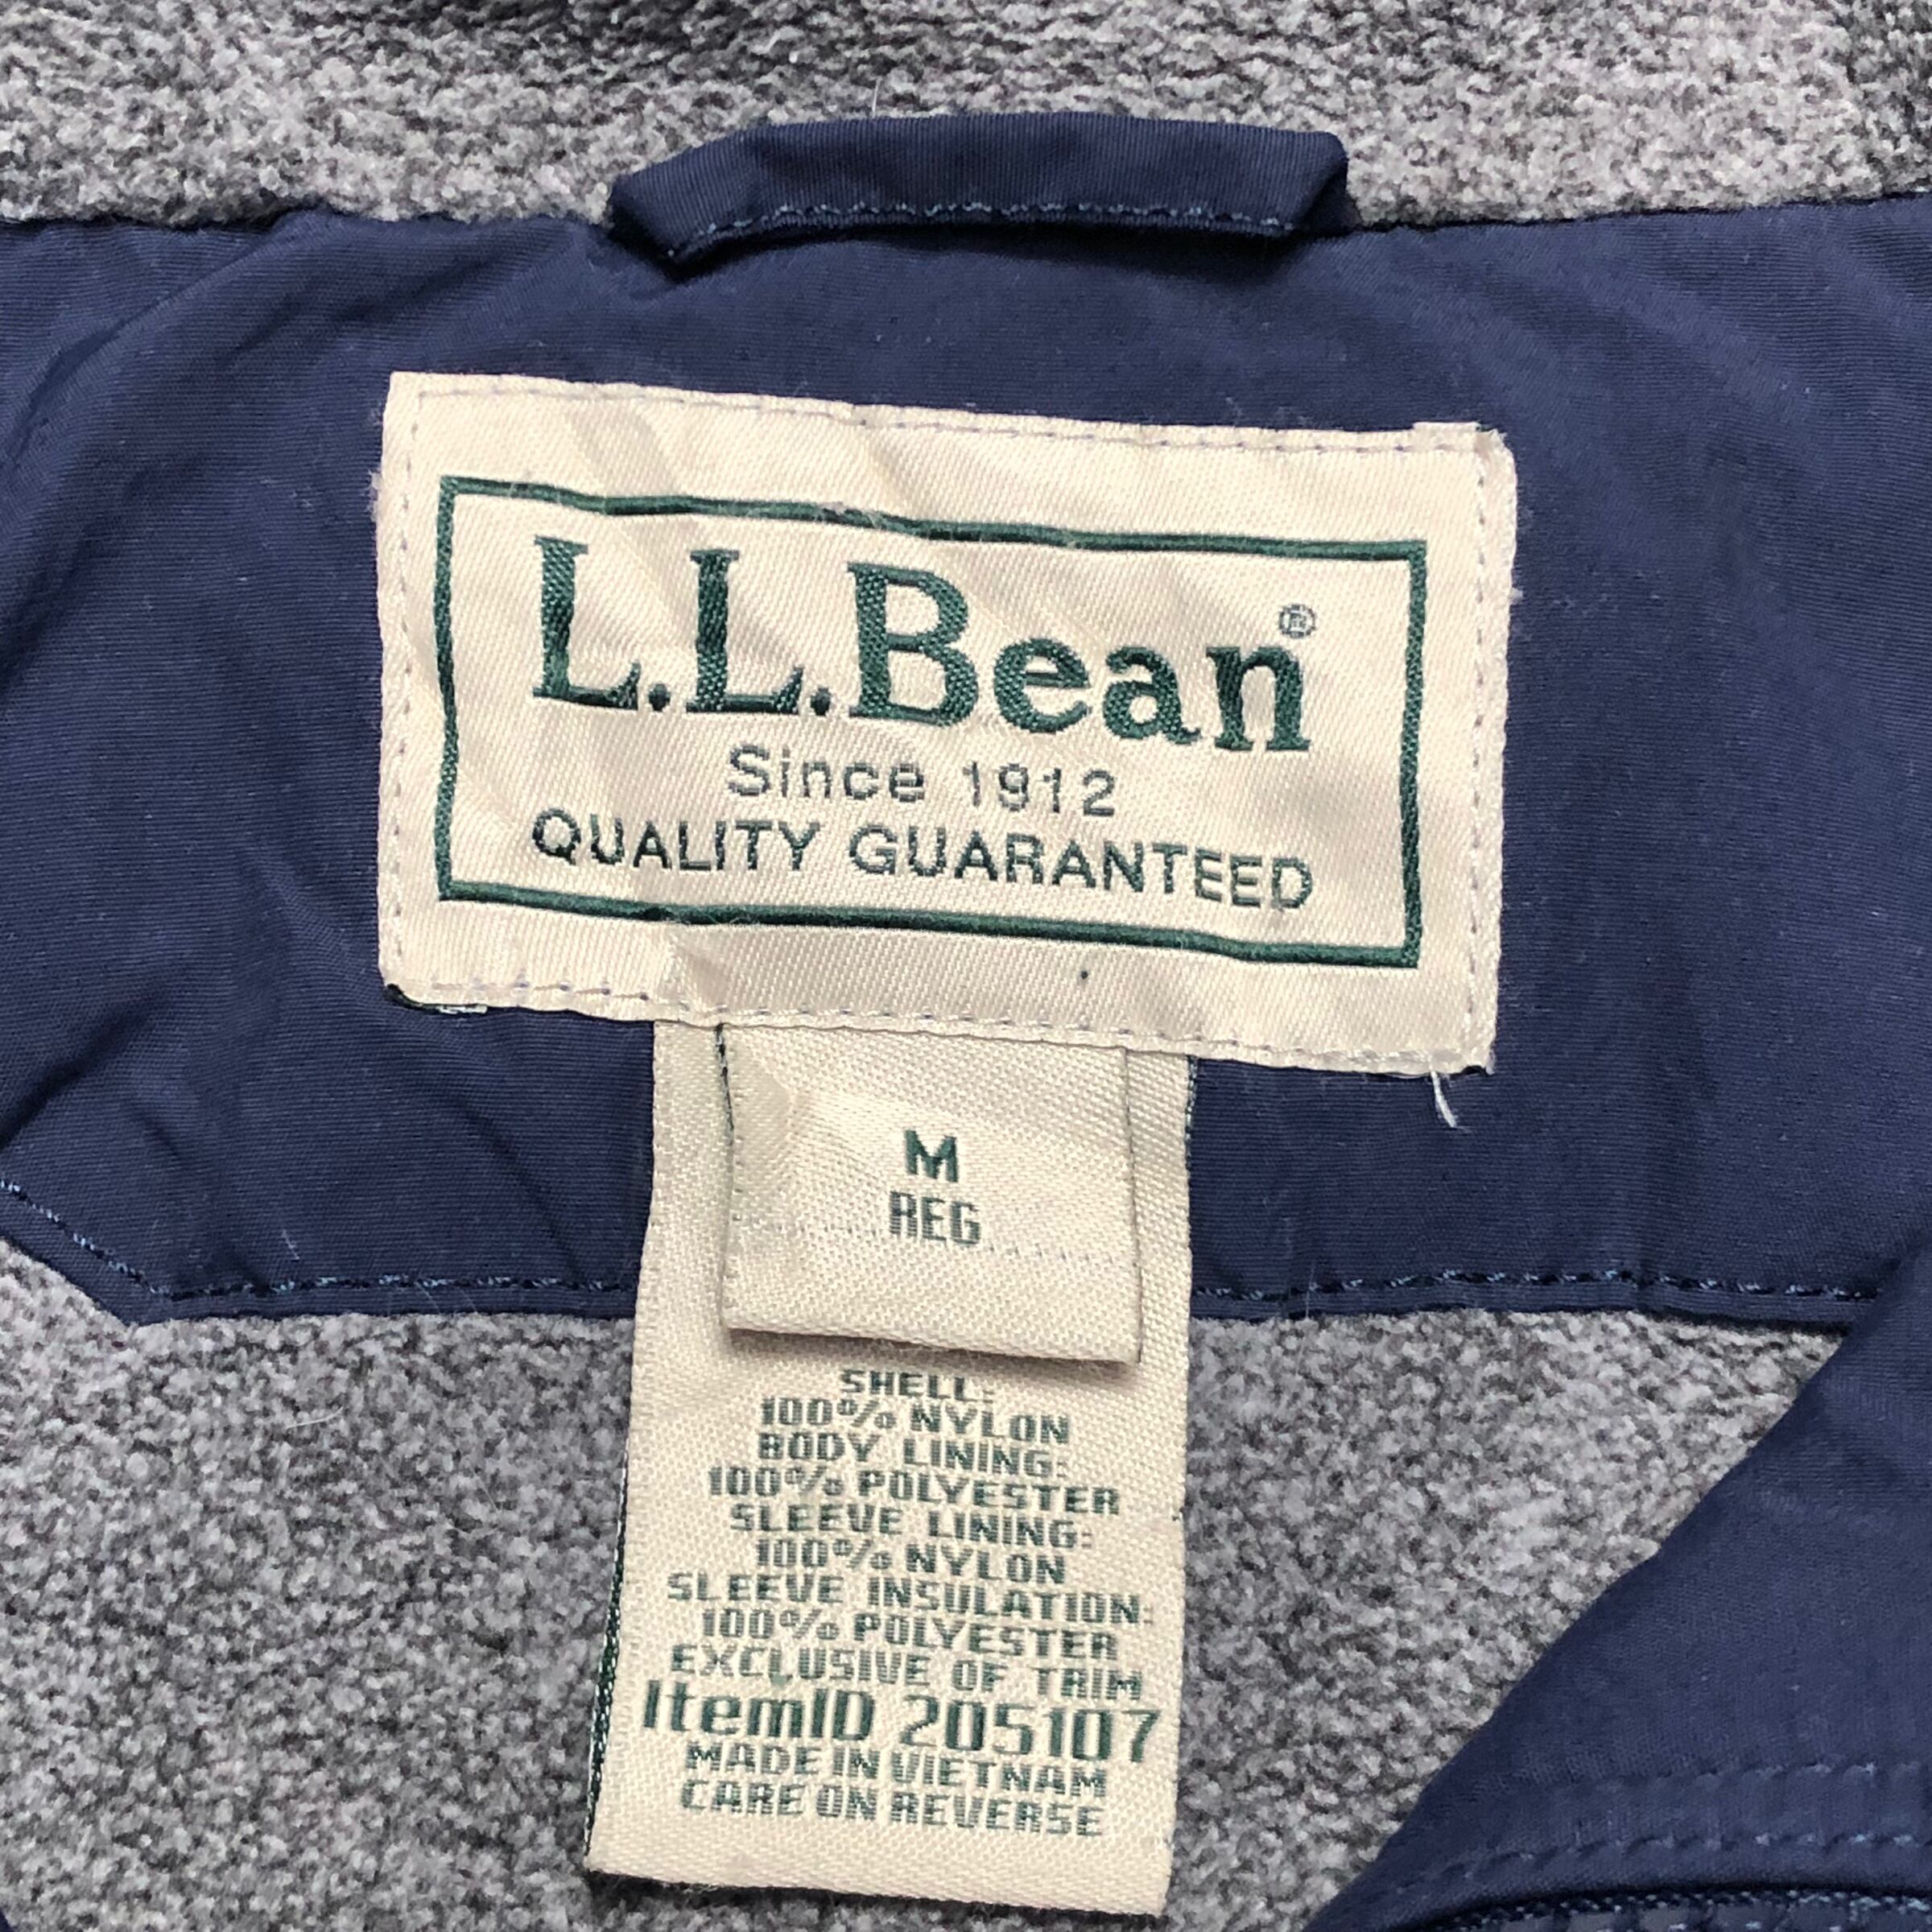 L.L.Bean®
Since 1912
QUALITY GUARANTEED
M
REG
SHELL:
100% NYLON
BODY LINING:
100% POLYESTER
SLEEVE LINING:
100% NYLON
SLEEVE INSULATION:
100% POLYESTER
EXCLUSIVE OF TRIM
ItemID 205107
MADE IN VIETNAM
CARE ON REVERSE